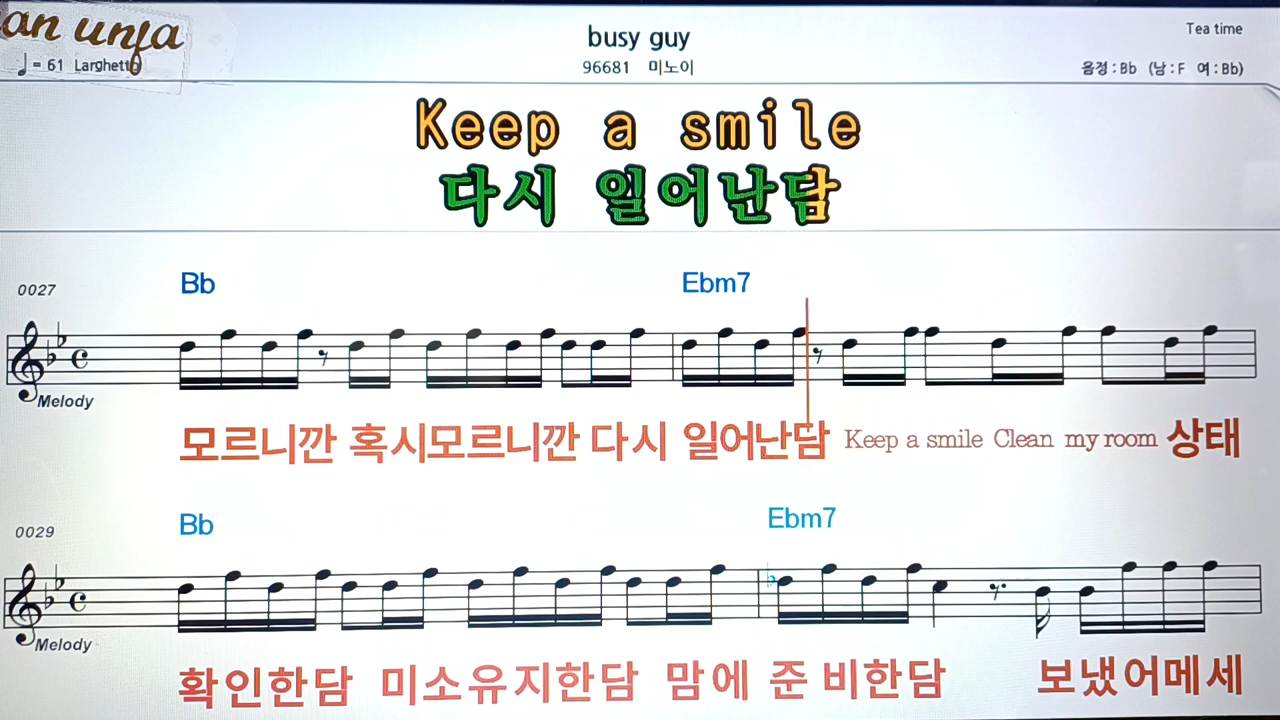 an unfa
busy guy
Tea time
♩= 61 Larghetto
96681 미노이
음정 : Bb (남 : F 여 : Bb)
Keep a smile
다시 일어난담
0027
Bb Ebm7
Melody
모르니깐 혹시모르니깐 다시 일어난담 Keep a smile Clean my room 상태
0029
Bb Ebm7
Melody
확인한담 미소유지한담 맘에 준 비한담 보냈어메세